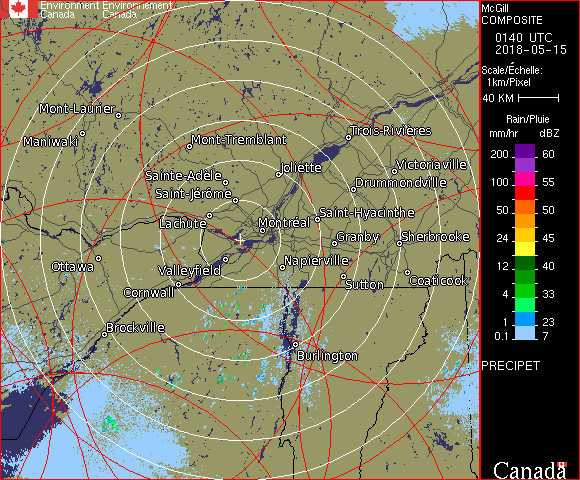 Environment Environnement
Canada Canada
McGill
COMPOSITE
0140 UTC
2018-05-15
Scale/Échelle:
1km/Pixel
40 KM
Rain/Pluie
mm/hr dBZ
200 60
150 57
100 55
50 50
24 45
12 40
4 33
1 23
0.1 7
PRECIPET
Canada
Mont-Laurier
Maniwaki
Mont-Tremblant
Trois-Rivières
Joliette
Victoriaville
Sainte-Adèle
Drummondville
Saint-Jérôme
Saint-Hyacinthe
Lachute
Montréal
Granby
Sherbrooke
Ottawa
Valleyfield
Napierville
Cornwall
Sutton
Coaticook
Brockville
Burlington